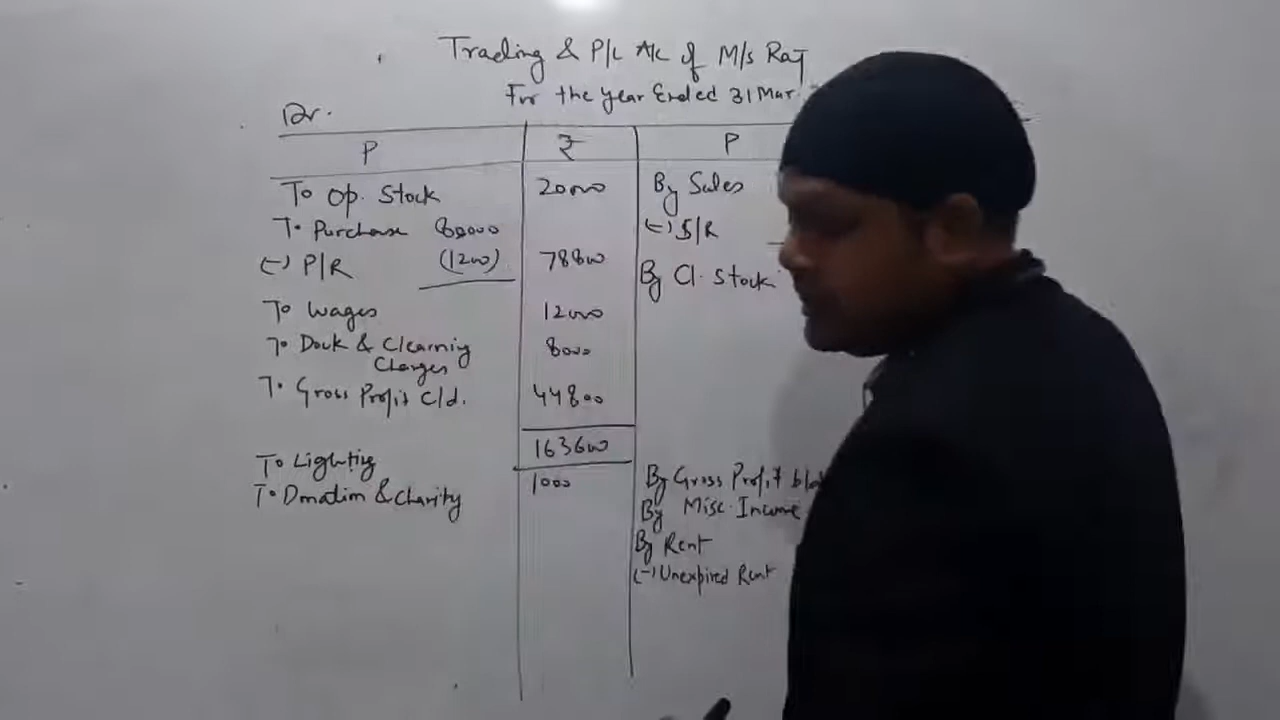 Trading & P/L A/c of M/s Raj
For the year Ended 31 Mar.
Dr.
P ₹ P
To Op. Stock 20000 By Sales
To Purchase 80000 (-) S/R
(-) P/R (1200) 78800 By Cl. Stock
To Wages 12000
To Dock & Clearning Charges 8000
To Gross Profit C/d. 44800
163600
To Lighting
To Donation & Charity 1000 By Gross Profit
By Misc. Income
By Rent
(-) Unexpired Rent